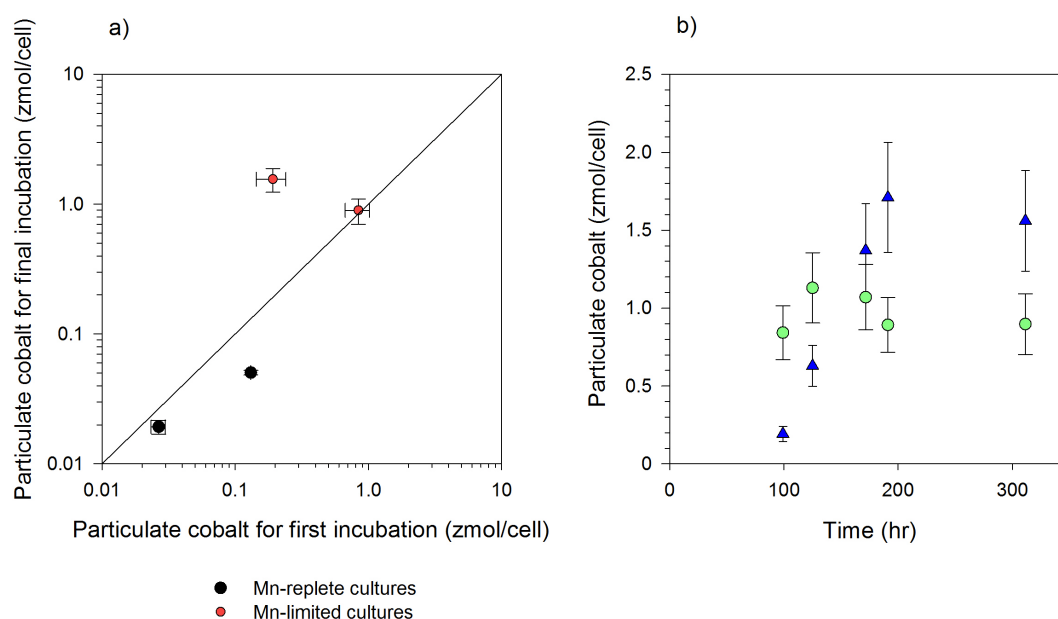 a)
Particulate cobalt for final incubation (zmol/cell)
10
1.0
0.1
0.01
0.01
0.1
1.0
10
Particulate cobalt for first incubation (zmol/cell)
Mn-replete cultures
Mn-limited cultures
b)
Particulate cobalt (zmol/cell)
2.5
2.0
1.5
1.0
0.5
0
0
100
200
300
Time (hr)